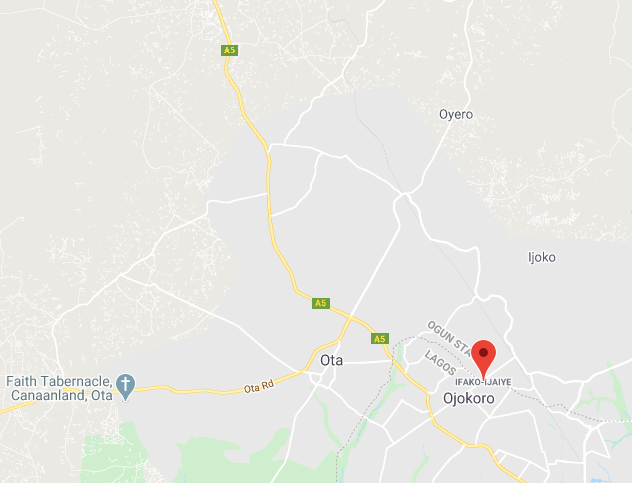 A5
Oyero
Ijoko
A5
OGUN STA
A5
LAGOS
Ota
IFAKO-IJAIYE
Faith Tabernacle,
Canaanland, Ota
Ota Rd
Ojokoro